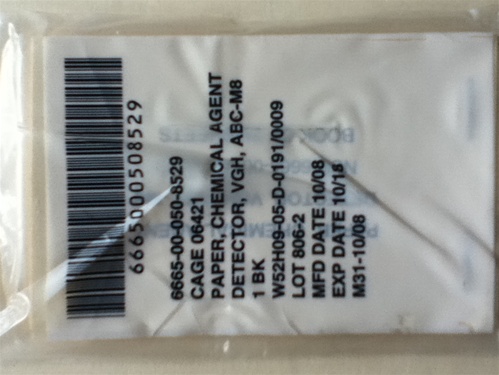 6665000508529
6665-00-050-8529
CAGE 06421
PAPER, CHEMICAL AGENT
DETECTOR, VGH, ABC-M8
1 BK
W52H09-05-D-0191/0009
LOT 806-2
MFD DATE 10/08
EXP DATE 10/18
M31-10/08